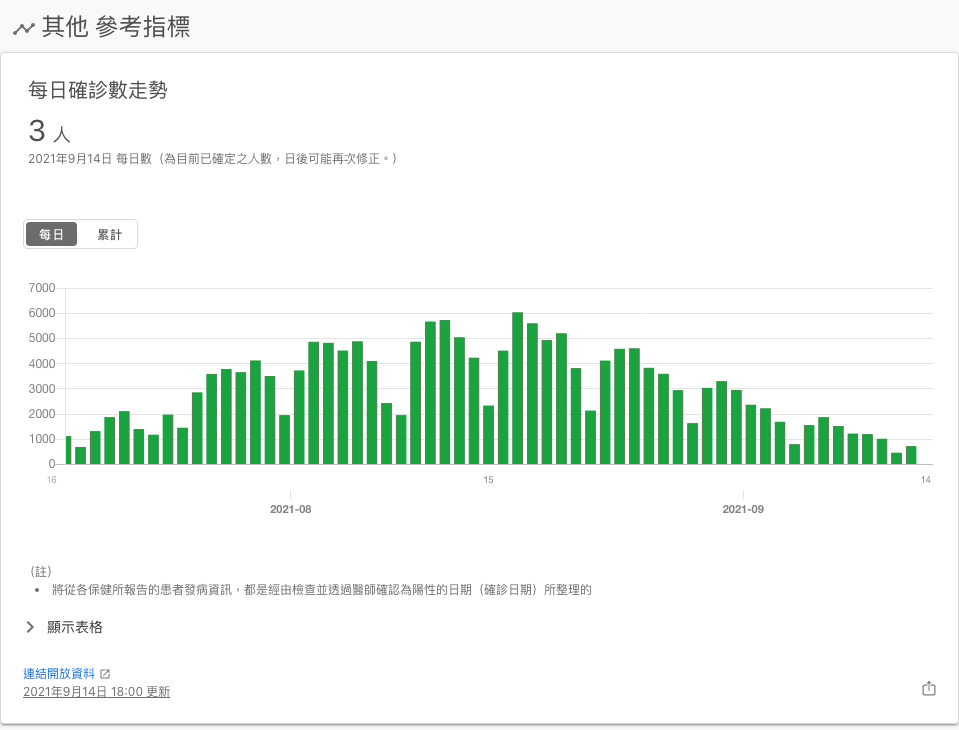 其他 參考指標
每日確診數走勢
3 人
2021年9月14日 每日數（為目前已確定之人數，日後可能再次修正。）
每日 累計
7000
6000
5000
4000
3000
2000
1000
0
16 15 14
2021-08 2021-09
（註）
• 將從各保健所報告的患者發病資訊，都是經由檢查並透過醫師確認為陽性的日期（確診日期）所整理的
顯示表格
連結開放資料
2021年9月14日 18:00 更新